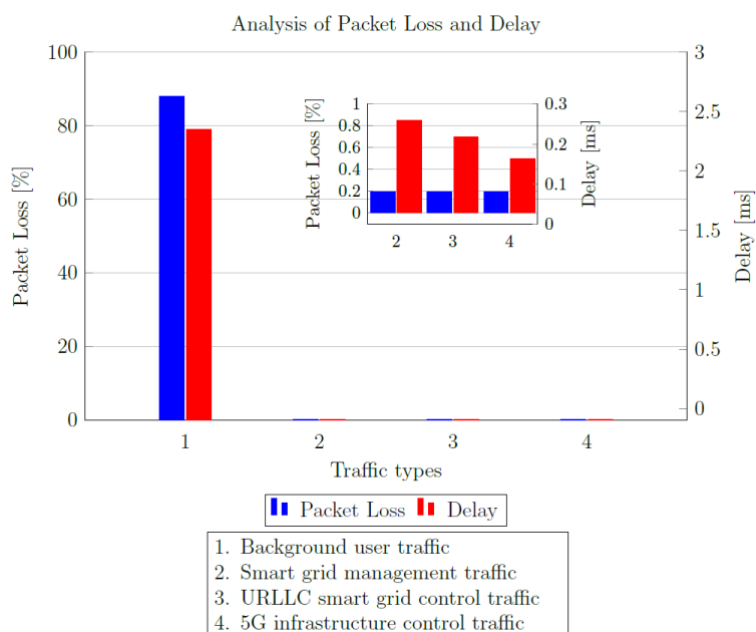 Analysis of Packet Loss and Delay
Packet Loss [%]
100
80
60
40
20
0
3
2.5
2
1.5
1
0.5
0
Delay [ms]
Packet Loss [%]
1
0.8
0.6
0.4
0.2
0
0.3
0.2
0.1
0
Delay [ms]
2 3 4
1 2 3 4
Traffic types
Packet Loss Delay
1. Background user traffic
2. Smart grid management traffic
3. URLLC smart grid control traffic
4. 5G infrastructure control traffic